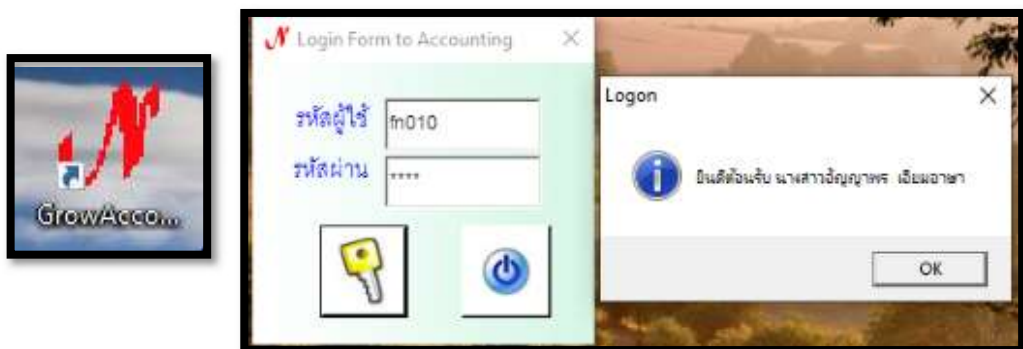 GrowAcco...
Login Form to Accounting
รหัสผู้ใช้ fn010
รหัสผ่าน ****
Logon
ยินดีต้อนรับ นางสาวอัญญาพร เอียมอาษา
OK